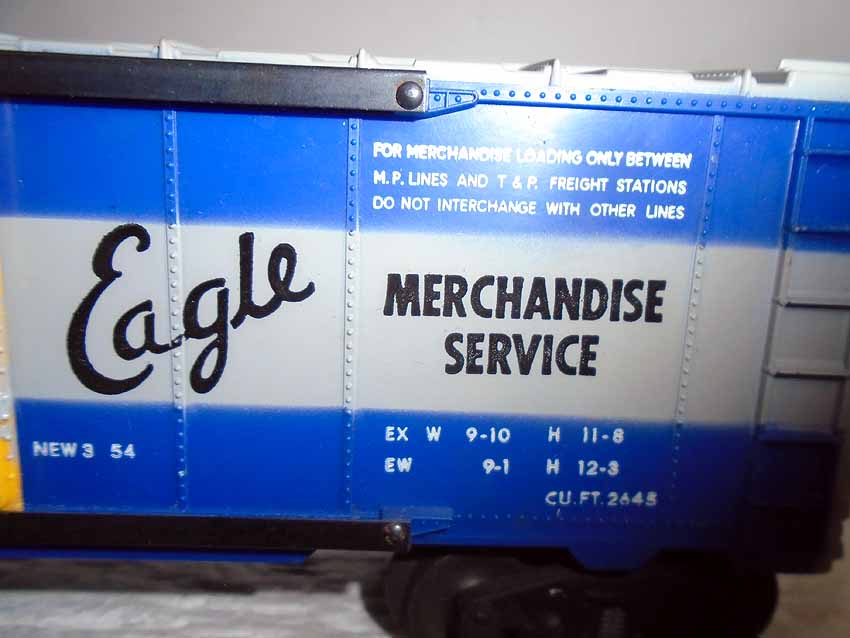 FOR MERCHANDISE LOADING ONLY BETWEEN
M.P. LINES AND T & P. FREIGHT STATIONS
DO NOT INTERCHANGE WITH OTHER LINES
Eagle
MERCHANDISE
SERVICE
NEW 3 54
EX W 9-10 H 11-8
EW 9-1 H 12-3
CU.FT. 2645